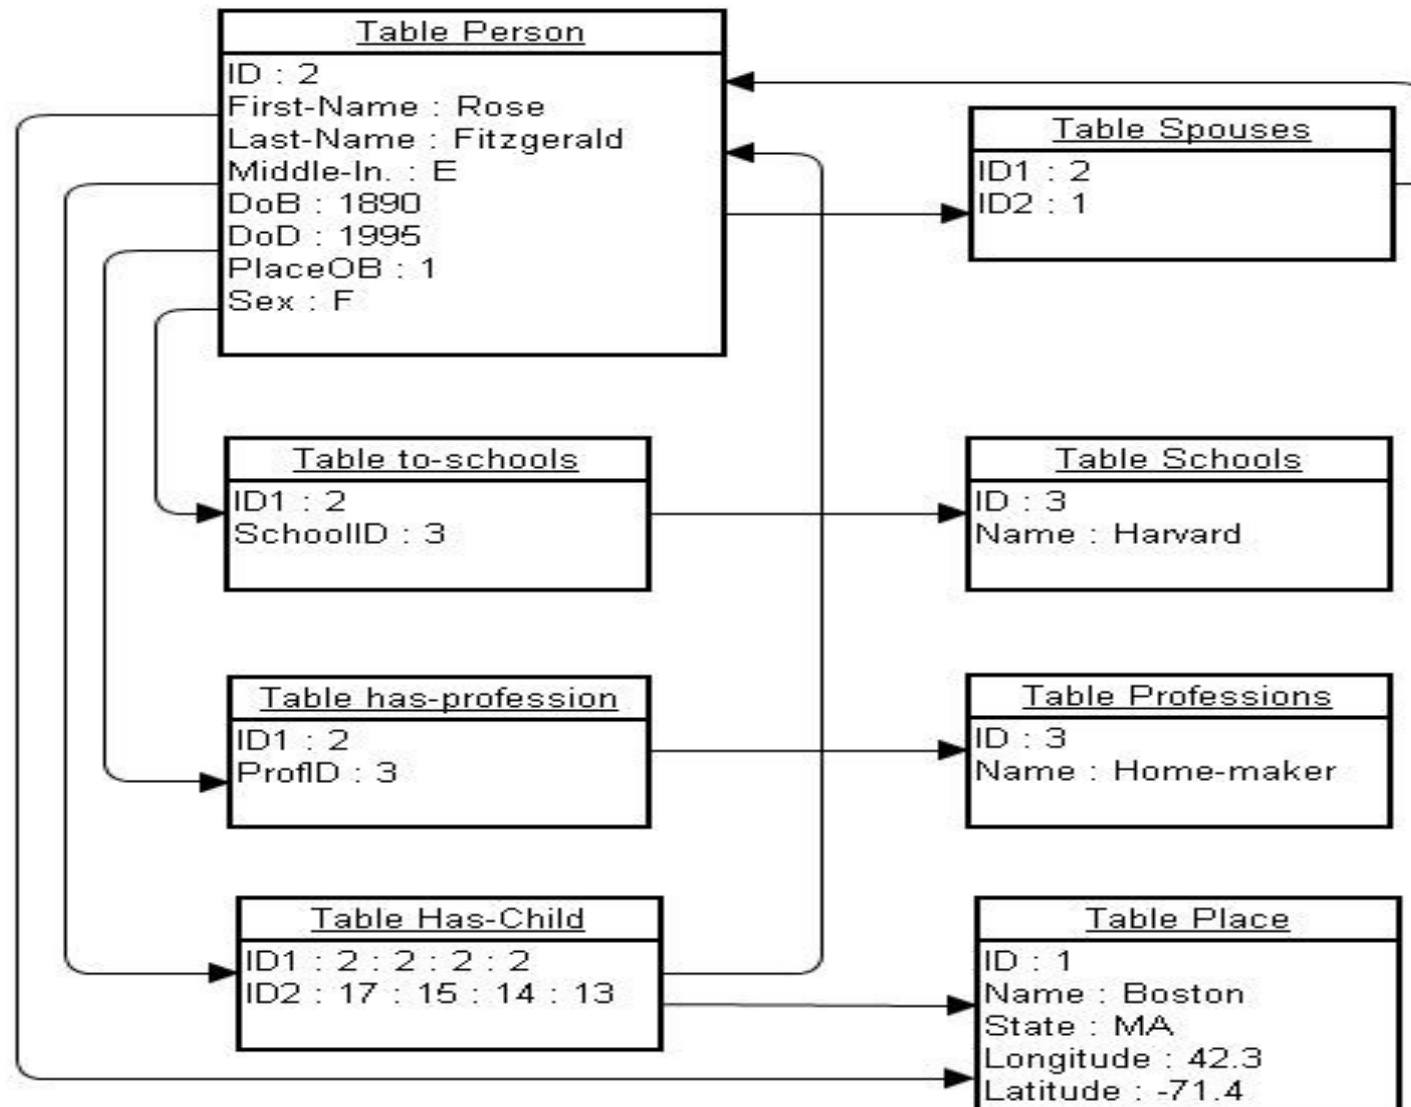 Table Person
ID : 2
First-Name : Rose
Last-Name : Fitzgerald
Middle-In. : E
DoB : 1890
DoD : 1995
PlaceOB : 1
Sex : F
Table Spouses
ID1 : 2
ID2 : 1
Table to-schools
ID1 : 2
SchoolID : 3
Table Schools
ID : 3
Name : Harvard
Table has-profession
ID1 : 2
ProfID : 3
Table Professions
ID : 3
Name : Home-maker
Table Has-Child
ID1 : 2 : 2 : 2 : 2
ID2 : 17 : 15 : 14 : 13
Table Place
ID : 1
Name : Boston
State : MA
Longitude : 42.3
Latitude : -71.4